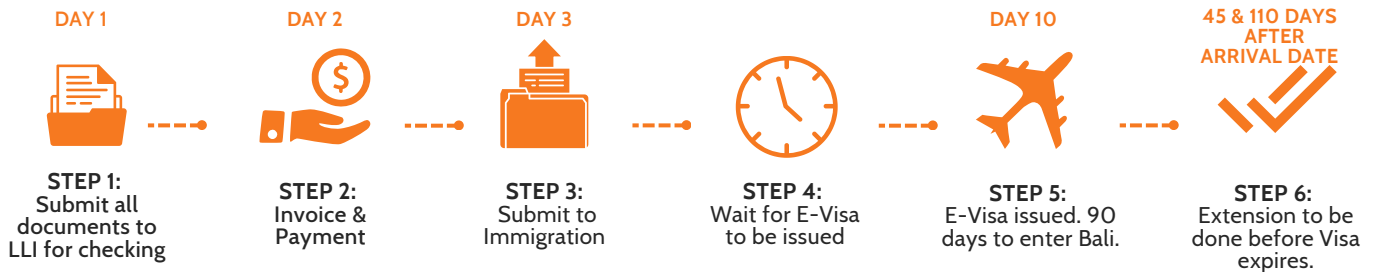 DAY 1
DAY 2
DAY 3
DAY 10
45 & 110 DAYS
AFTER
ARRIVAL DATE
$
STEP 1:
Submit all
documents to
LLI for checking
STEP 2:
Invoice &
Payment
STEP 3:
Submit to
Immigration
STEP 4:
Wait for E-Visa
to be issued
STEP 5:
E-Visa issued. 90
days to enter Bali.
STEP 6:
Extension to be
done before Visa
expires.